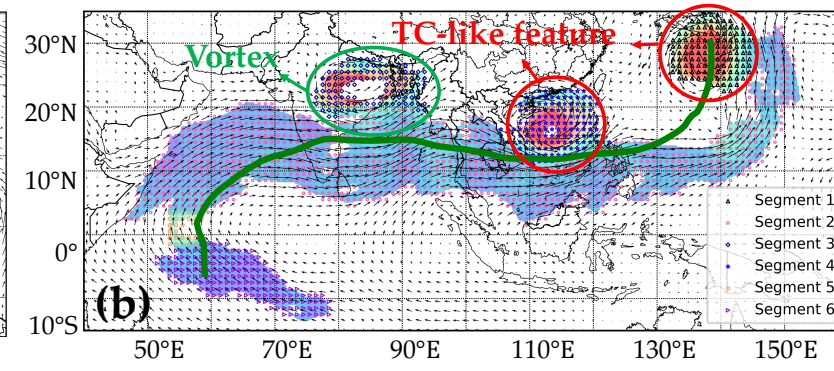 30°N
20°N
10°N
0°
10°S
Vortex
TC-like feature
(b)
Segment 1
Segment 2
Segment 3
Segment 4
Segment 5
Segment 6
50°E 70°E 90°E 110°E 130°E 150°E